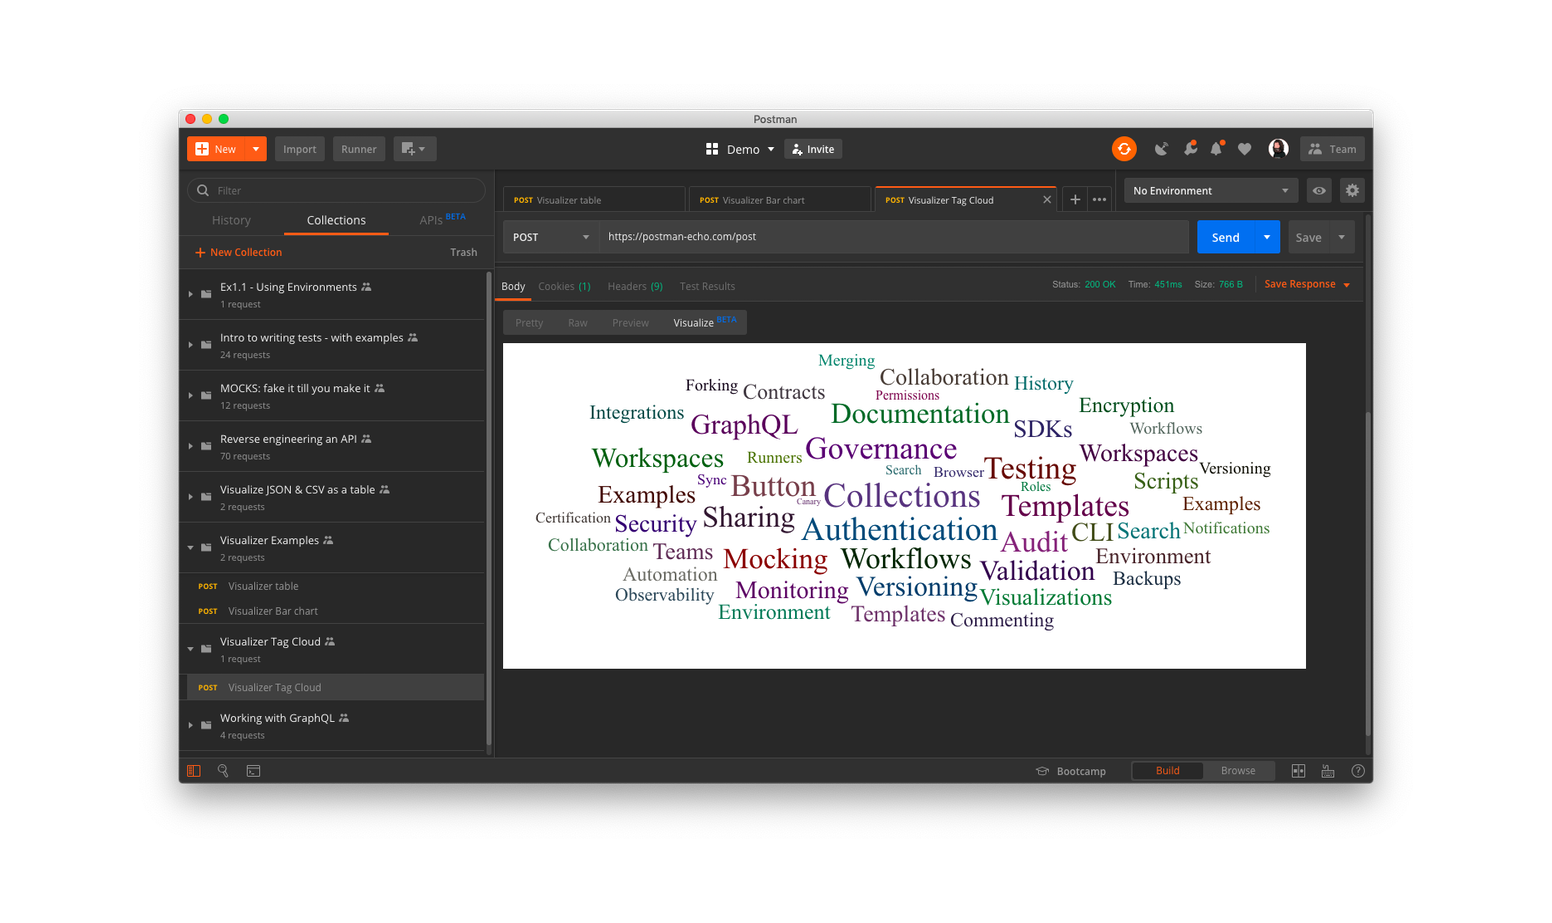 Postman
New
Import
Runner
Demo
Invite
Team
Filter
History
Collections
APIs BETA
New Collection
Trash
Ex1.1 - Using Environments
1 request
Intro to writing tests - with examples
24 requests
MOCKS: fake it till you make it
12 requests
Reverse engineering an API
70 requests
Visualize JSON & CSV as a table
2 requests
Visualizer Examples
2 requests
POST Visualizer table
POST Visualizer Bar chart
Visualizer Tag Cloud
1 request
POST Visualizer Tag Cloud
Working with GraphQL
4 requests
POST Visualizer table
POST Visualizer Bar chart
POST Visualizer Tag Cloud
No Environment
POST
https://postman-echo.com/post
Send
Save
Body
Cookies (1)
Headers (9)
Test Results
Status: 200 OK
Time: 451ms
Size: 766 B
Save Response
Pretty
Raw
Preview
Visualize BETA
Merging
Collaboration
History
Forking
Contracts
Permissions
Integrations
GraphQL
Documentation
SDKs
Encryption
Workflows
Workspaces
Runners
Governance
Workspaces
Search
Browser
Testing
Versioning
Sync
Button
Canary
Collections
Roles
Scripts
Examples
Templates
Examples
Certification
Security
Sharing
Authentication
Audit
CLI
Search
Notifications
Collaboration
Teams
Mocking
Workflows
Validation
Environment
Automation
Backups
Observability
Monitoring
Versioning
Visualizations
Environment
Templates
Commenting
Bootcamp
Build
Browse